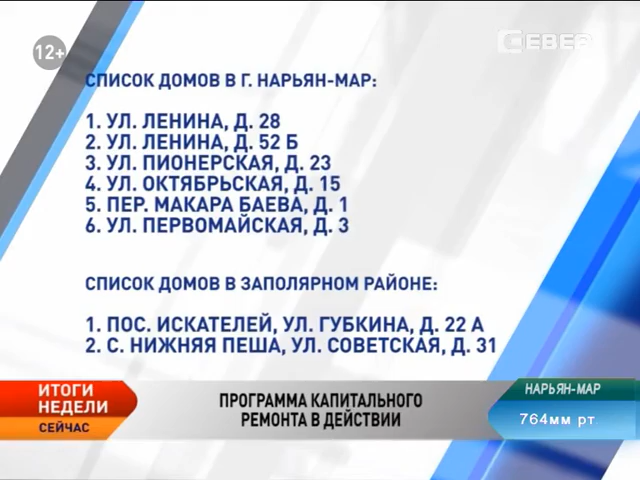 12+
СЕВЕР
СПИСОК ДОМОВ В Г. НАРЬЯН-МАР:
1. УЛ. ЛЕНИНА, Д. 28
2. УЛ. ЛЕНИНА, Д. 52 Б
3. УЛ. ПИОНЕРСКАЯ, Д. 23
4. УЛ. ОКТЯБРЬСКАЯ, Д. 15
5. ПЕР. МАКАРА БАЕВА, Д. 1
6. УЛ. ПЕРВОМАЙСКАЯ, Д. 3
СПИСОК ДОМОВ В ЗАПОЛЯРНОМ РАЙОНЕ:
1. ПОС. ИСКАТЕЛЕЙ, УЛ. ГУБКИНА, Д. 22 А
2. С. НИЖНЯЯ ПЕША, УЛ. СОВЕТСКАЯ, Д. 31
ИТОГИ
НЕДЕЛИ
СЕЙЧАС
ПРОГРАММА КАПИТАЛЬНОГО
РЕМОНТА В ДЕЙСТВИИ
НАРЬЯН-МАР
764мм рт